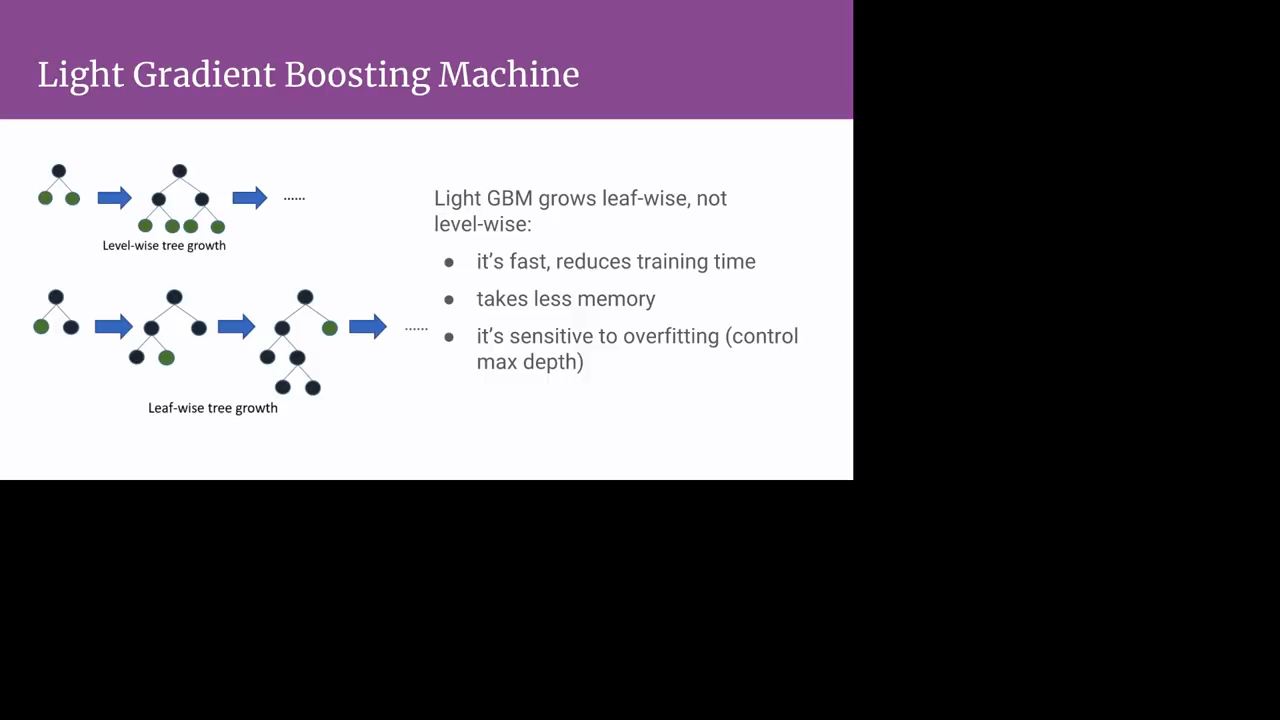 Light Gradient Boosting Machine
......
Level-wise tree growth
......
Leaf-wise tree growth
Light GBM grows leaf-wise, not
level-wise:
● it’s fast, reduces training time
● takes less memory
● it’s sensitive to overfitting (control
max depth)